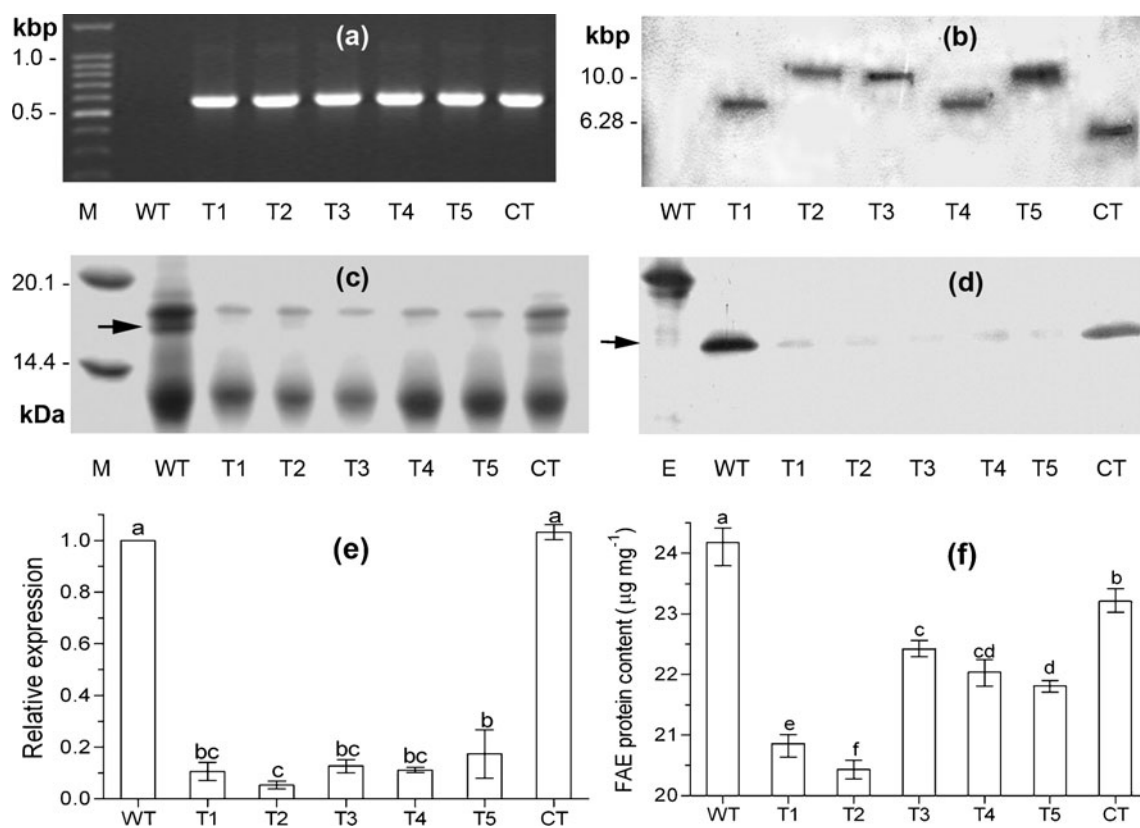 kbp
1.0 -
0.5 -
(a)
M WT T1 T2 T3 T4 T5 CT
kbp
10.0 -
6.28 -
(b)
WT T1 T2 T3 T4 T5 CT
20.1 -
14.4 -
kDa
(c)
M WT T1 T2 T3 T4 T5 CT
(d)
E WT T1 T2 T3 T4 T5 CT
Relative expression
1.0
0.8
0.6
0.4
0.2
0.0
(e)
a bc c bc bc b a
WT T1 T2 T3 T4 T5 CT
FAE protein content ( µg mg⁻¹)
24
23
22
21
20
(f)
a e f c cd d b
WT T1 T2 T3 T4 T5 CT